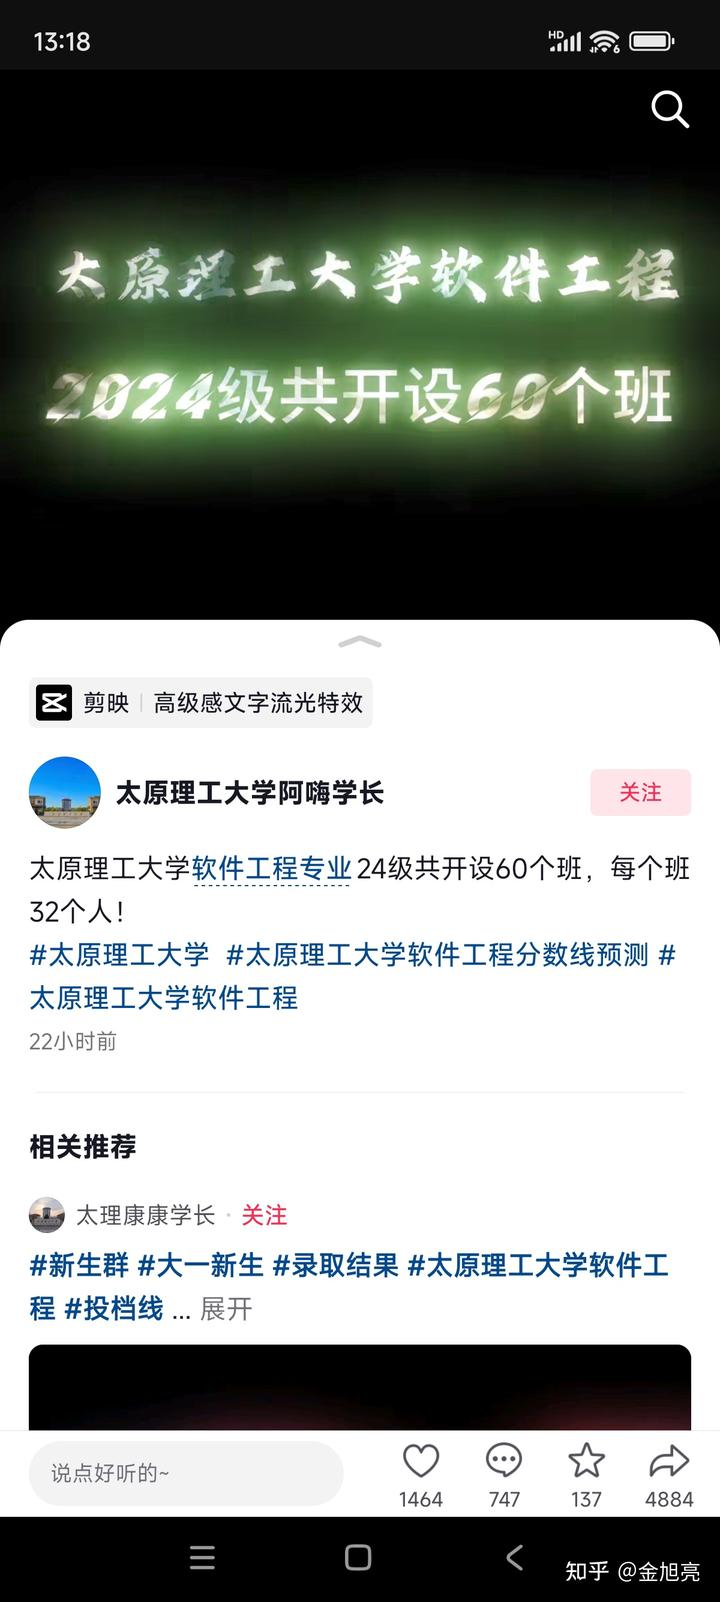 13:18
HD
6
太原理工大学软件工程
2024级共开设60个班
剪映 | 高级感文字流光特效
太原理工大学阿嗨学长
关注
太原理工大学软件工程专业24级共开设60个班，每个班
32个人！
#太原理工大学 #太原理工大学软件工程分数线预测 #
太原理工大学软件工程
22小时前
相关推荐
太理康康学长 · 关注
#新生群 #大一新生 #录取结果 #太原理工大学软件工
程 #投档线 ... 展开
说点好听的~
1464 747 137 4884
知乎 @金旭亮